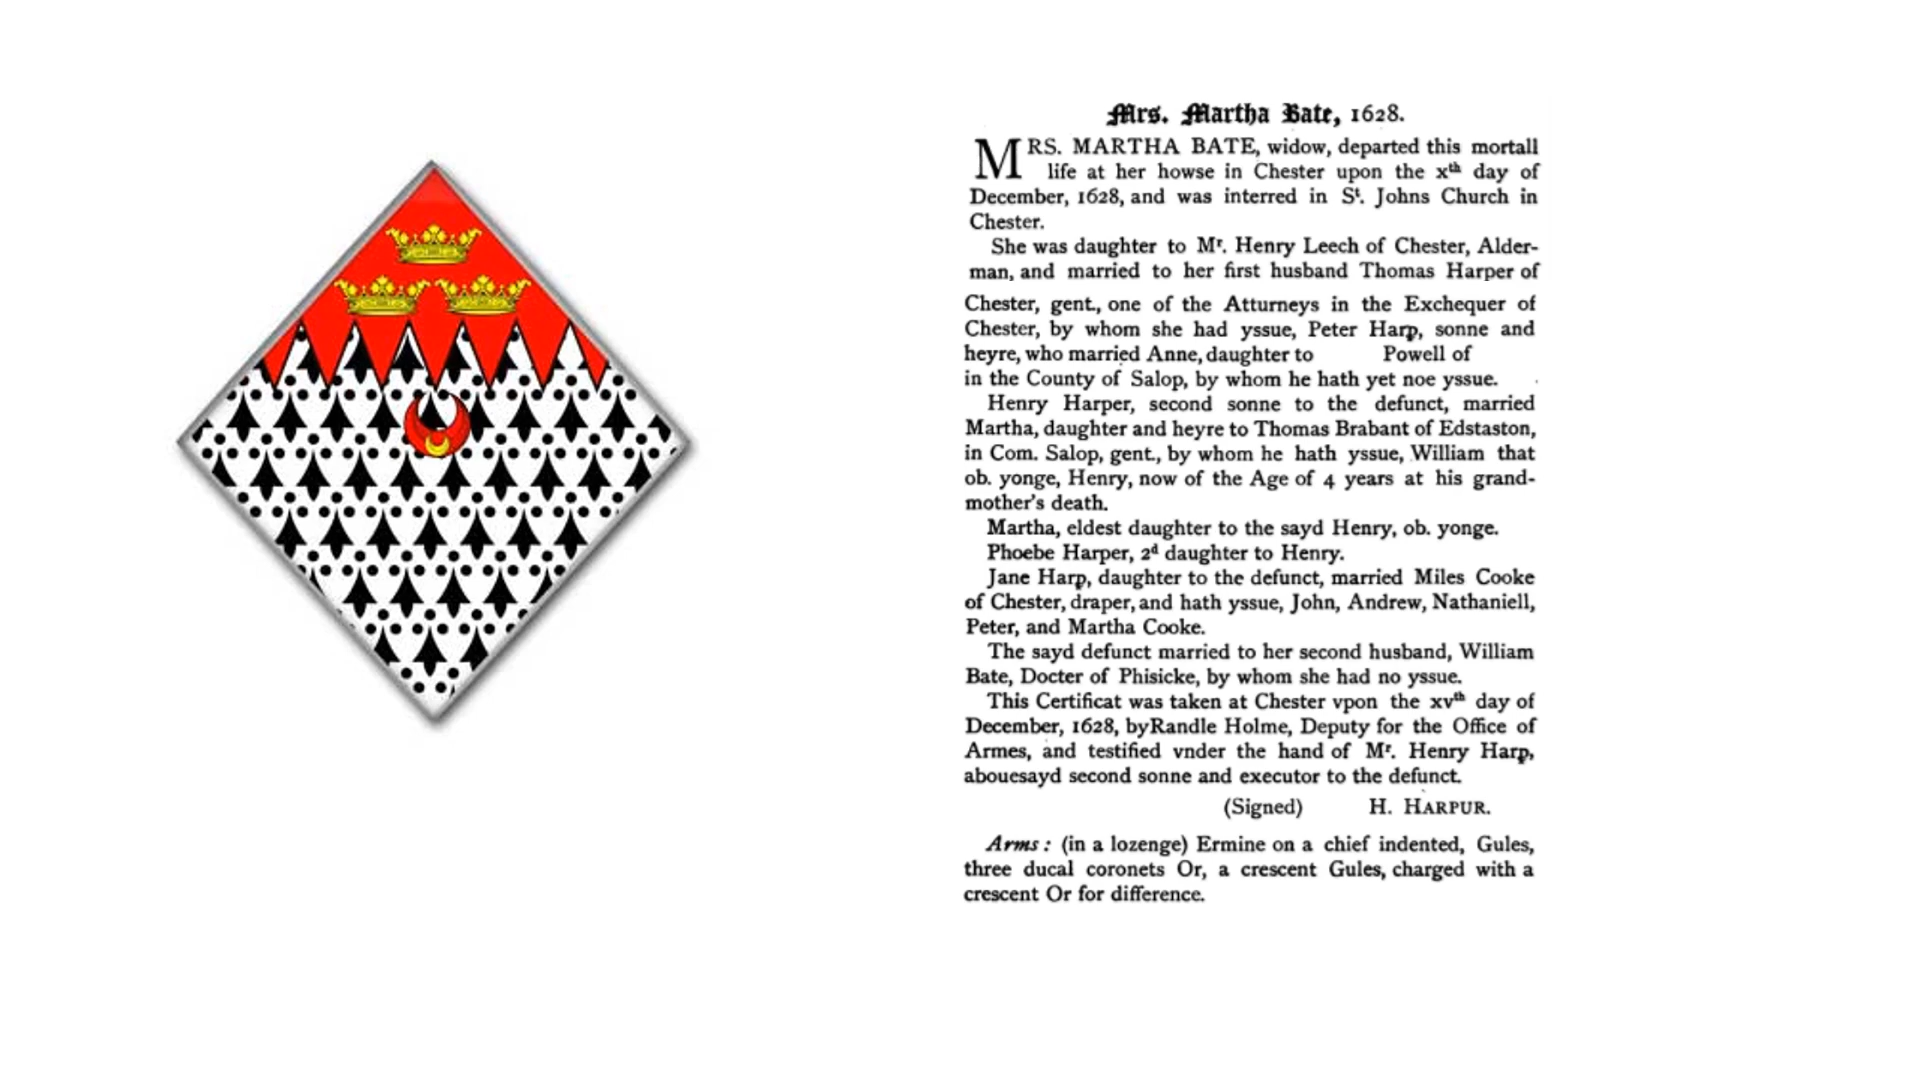 Mrs. Martha Bate, 1628.
MRS. MARTHA BATE, widow, departed this mortall
life at her howse in Chester upon the xth day of
December, 1628, and was interred in St. Johns Church in
Chester.
She was daughter to Mr. Henry Leech of Chester, Alder-
man, and married to her first husband Thomas Harper of
Chester, gent., one of the Atturneys in the Exchequer of
Chester, by whom she had yssue, Peter Harp, sonne and
heyre, who married Anne, daughter to Powell of
in the County of Salop, by whom he hath yet noe yssue.
Henry Harper, second sonne to the defunct, married
Martha, daughter and heyre to Thomas Brabant of Edstaston,
in Com. Salop, gent., by whom he hath yssue, William that
ob. yonge, Henry, now of the Age of 4 years at his grand-
mother's death.
Martha, eldest daughter to the sayd Henry, ob. yonge.
Phoebe Harper, 2d daughter to Henry.
Jane Harp, daughter to the defunct, married Miles Cooke
of Chester, draper, and hath yssue, John, Andrew, Nathaniell,
Peter, and Martha Cooke.
The sayd defunct married to her second husband, William
Bate, Docter of Phisicke, by whom she had no yssue.
This Certificat was taken at Chester vpon the xvth day of
December, 1628, byRandle Holme, Deputy for the Office of
Armes, and testified vnder the hand of Mr. Henry Harp,
abouesayd second sonne and executor to the defunct.
(Signed) H. HARPUR.
Arms: (in a lozenge) Ermine on a chief indented, Gules,
three ducal coronets Or, a crescent Gules, charged with a
crescent Or for difference.